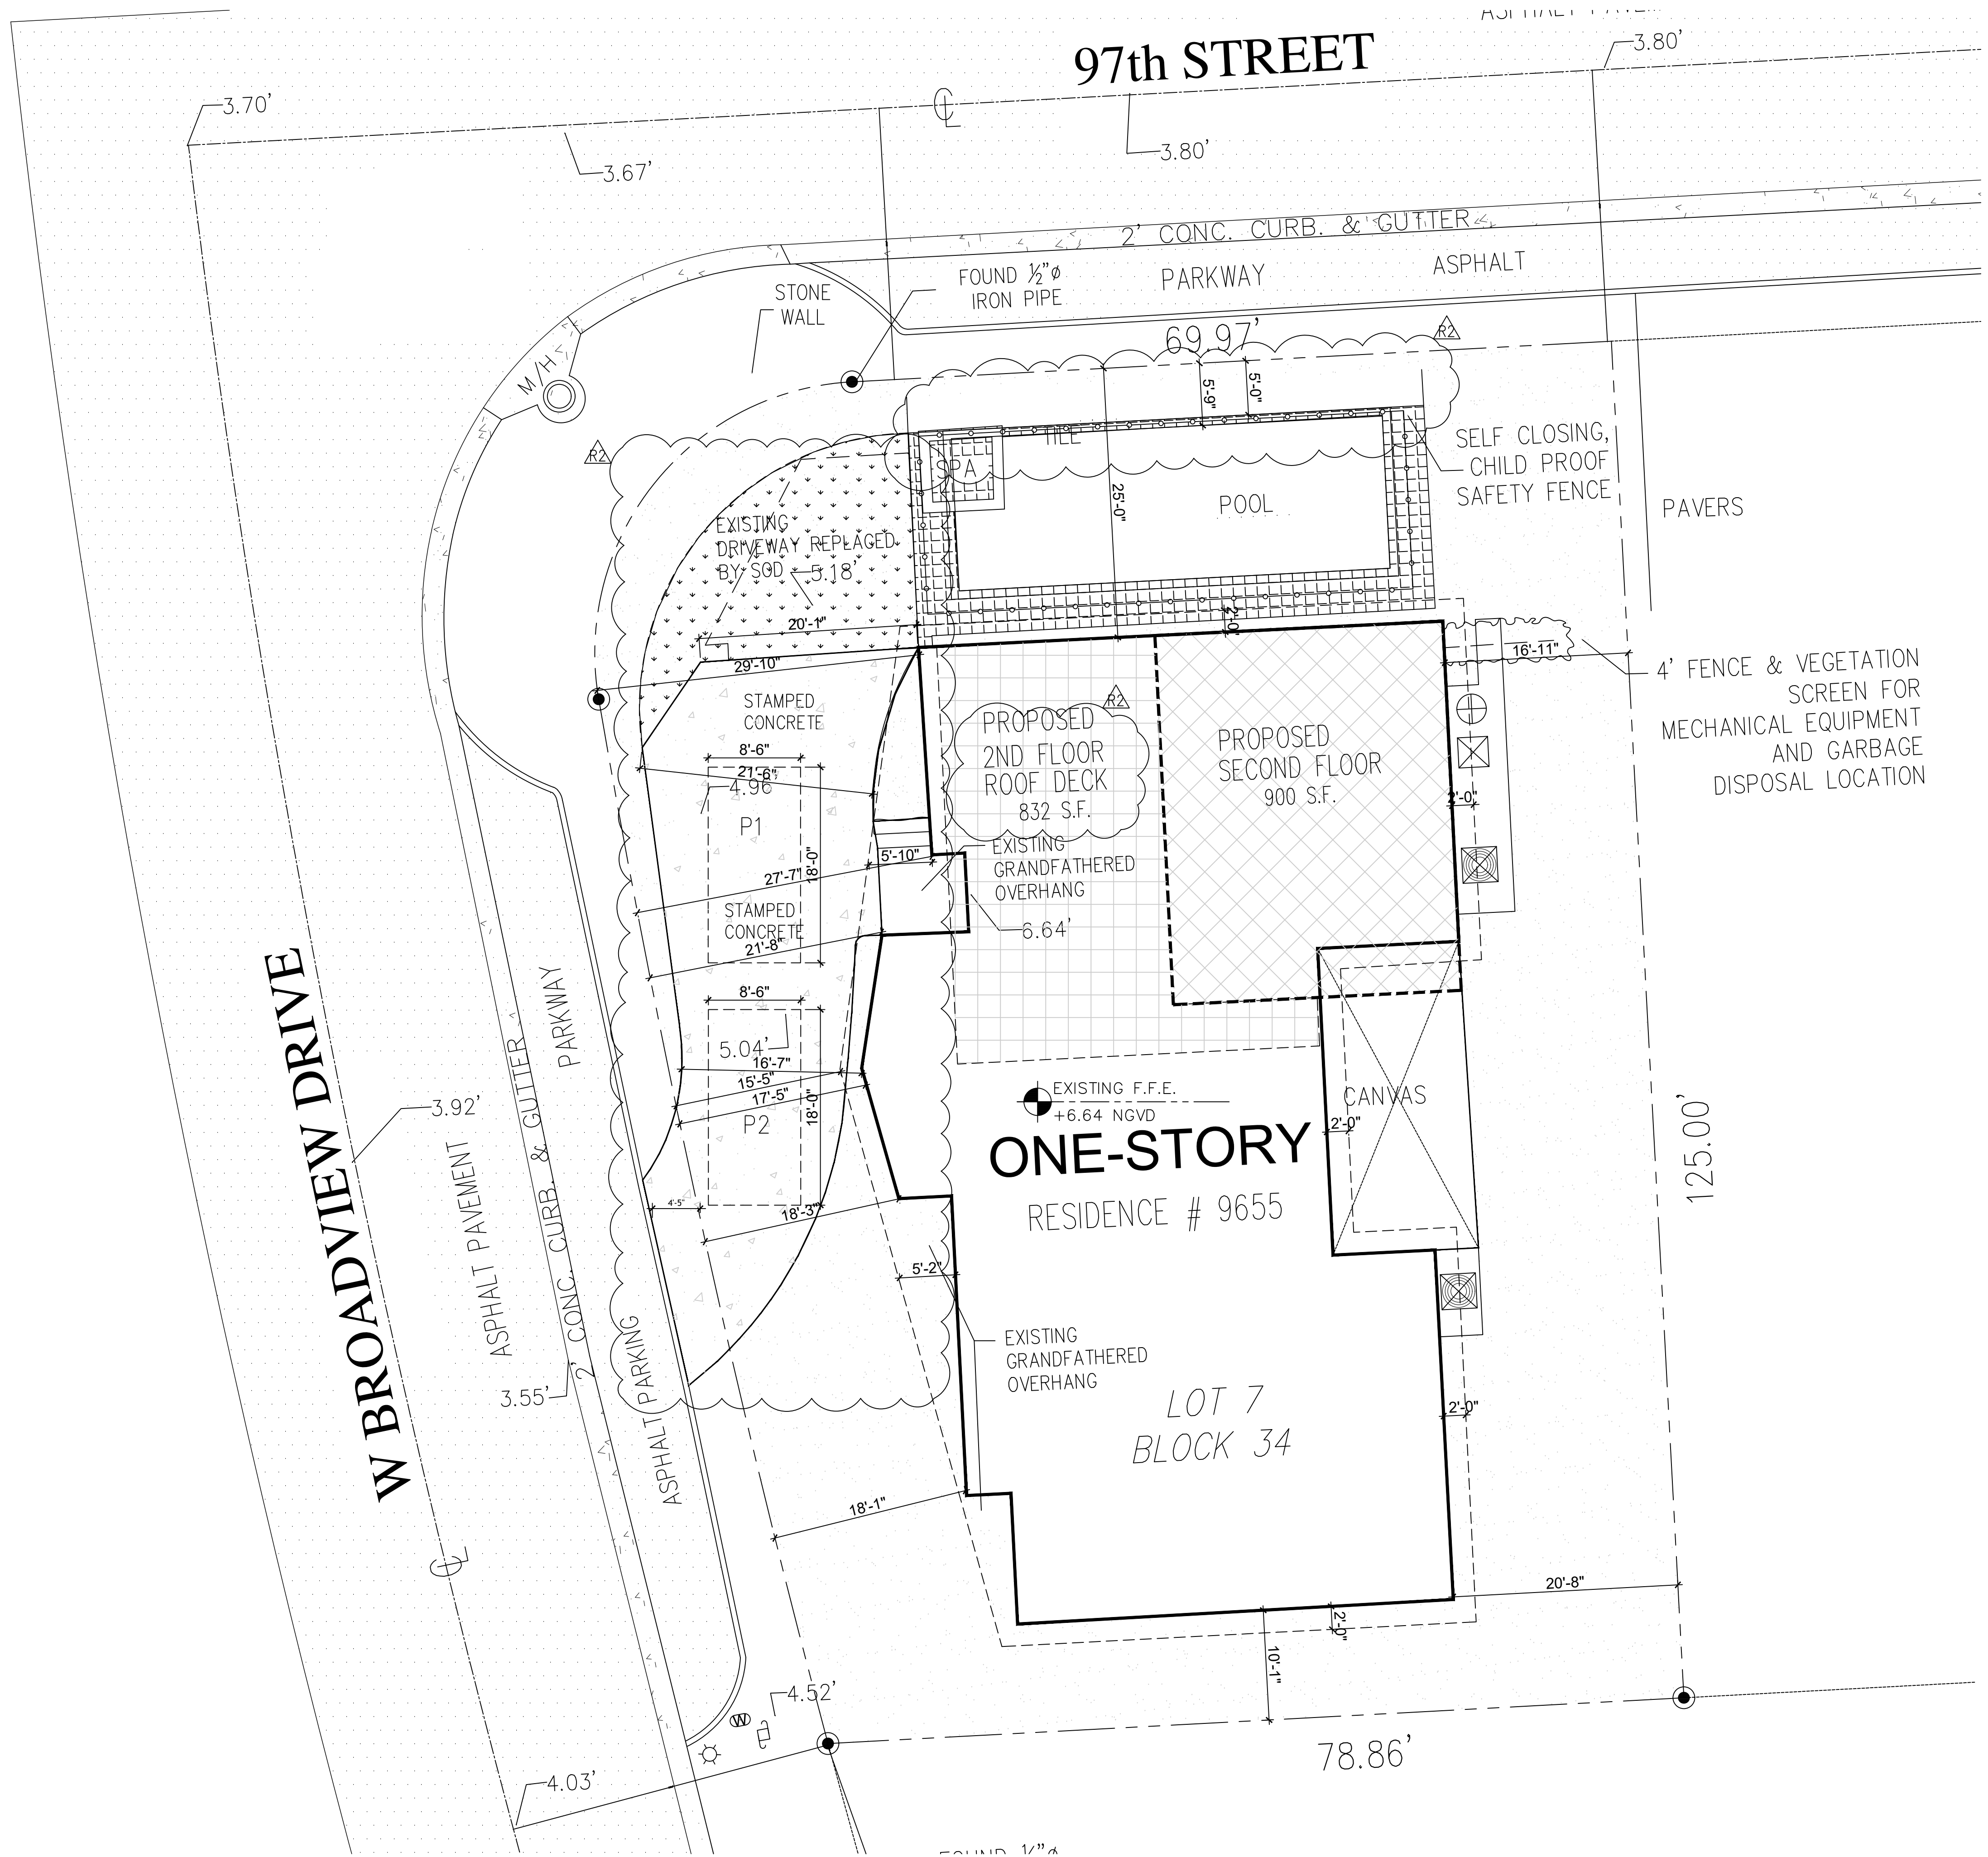 97th STREET
3.80'
3.70'
3.67'
3.80'
2' CONC. CURB. & GUTTER
FOUND ½"ø
IRON PIPE
PARKWAY
ASPHALT
STONE
WALL
69.97'
R2
M/H
5'-9"
5'-0"
R2
TILE
SPA
POOL
25'-0"
SELF CLOSING,
CHILD PROOF
SAFETY FENCE
PAVERS
EXISTING
DRIVEWAY REPLACED
BY SOD
5.18'
20'-1"
2'-0"
29'-10"
16'-11"
4' FENCE & VEGETATION
SCREEN FOR
MECHANICAL EQUIPMENT
AND GARBAGE
DISPOSAL LOCATION
STAMPED
CONCRETE
R2
PROPOSED
2ND FLOOR
ROOF DECK
832 S.F.
PROPOSED
SECOND FLOOR
900 S.F.
8'-6"
21'-6"
4.96'
P1
18'-0"
2'-0"
5'-10"
EXISTING
GRANDFATHERED
OVERHANG
27'-7"
STAMPED
CONCRETE
21'-8"
6.64'
8'-6"
5.04'
16'-7"
15'-5"
17'-5"
18'-0"
P2
4'-5"
18'-3"
EXISTING F.F.E.
+6.64 NGVD
CANVAS
2'-0"
ONE-STORY
RESIDENCE # 9655
125.00'
W BROADVIEW DRIVE
3.92'
ASPHALT PAVEMENT
2' CONC. CURB. & GUTTER
PARKWAY
5'-2"
EXISTING
GRANDFATHERED
OVERHANG
3.55'
ASPHALT PARKING
LOT 7
BLOCK 34
2'-0"
18'-1"
20'-8"
2'-0"
10'-1"
4.52'
W
4.03'
78.86'